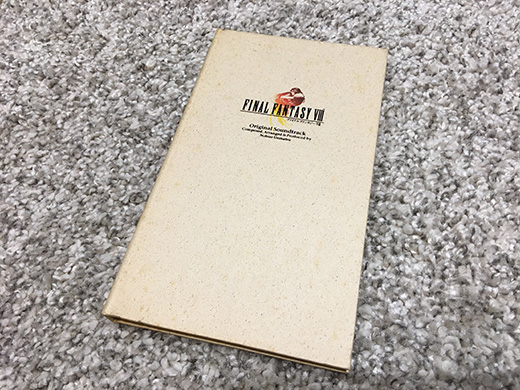 FINAL FANTASY VIII
Original Soundtrack
Composed, Arranged & Produced by
Nobuo Uematsu